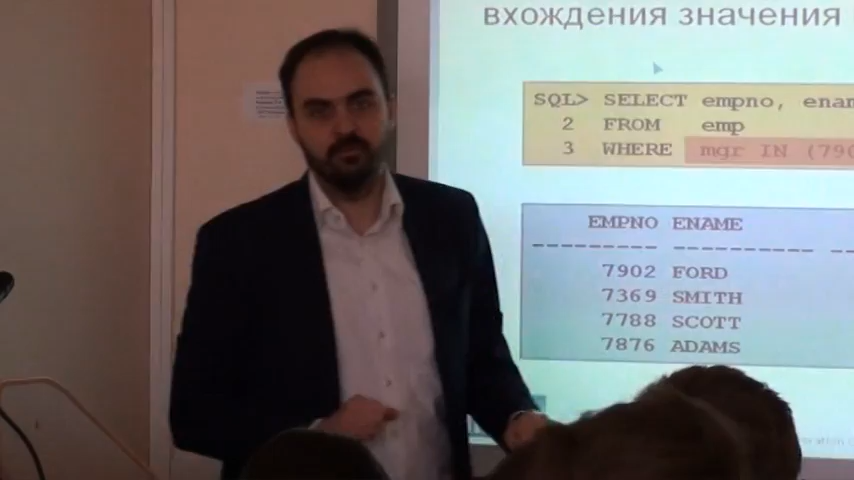 вхождения значения
SQL> SELECT empno, enam
2 FROM emp
3 WHERE mgr IN (790
EMPNO ENAME
7902 FORD
7369 SMITH
7788 SCOTT
7876 ADAMS